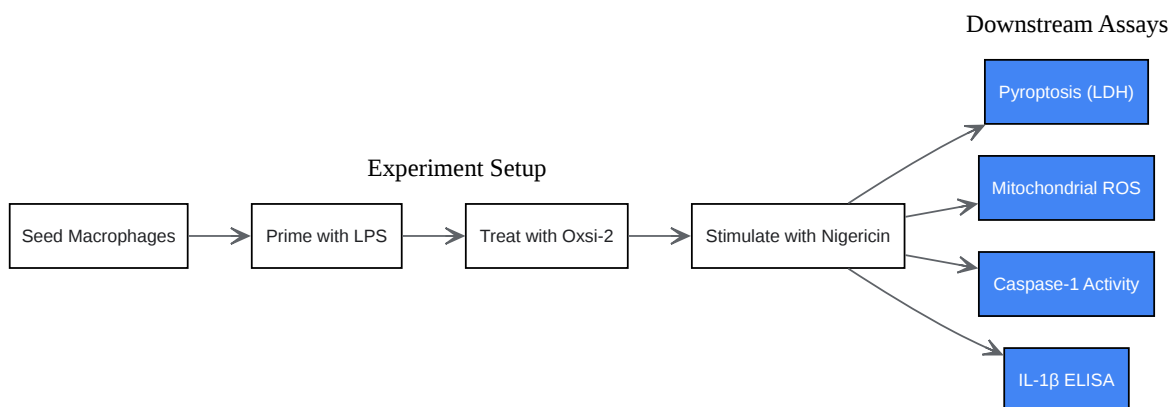 Downstream Assays
Pyroptosis (LDH)
Mitochondrial ROS
Experiment Setup
Seed Macrophages
Prime with LPS
Treat with Oxsi-2
Stimulate with Nigericin
Caspase-1 Activity
IL-1β ELISA